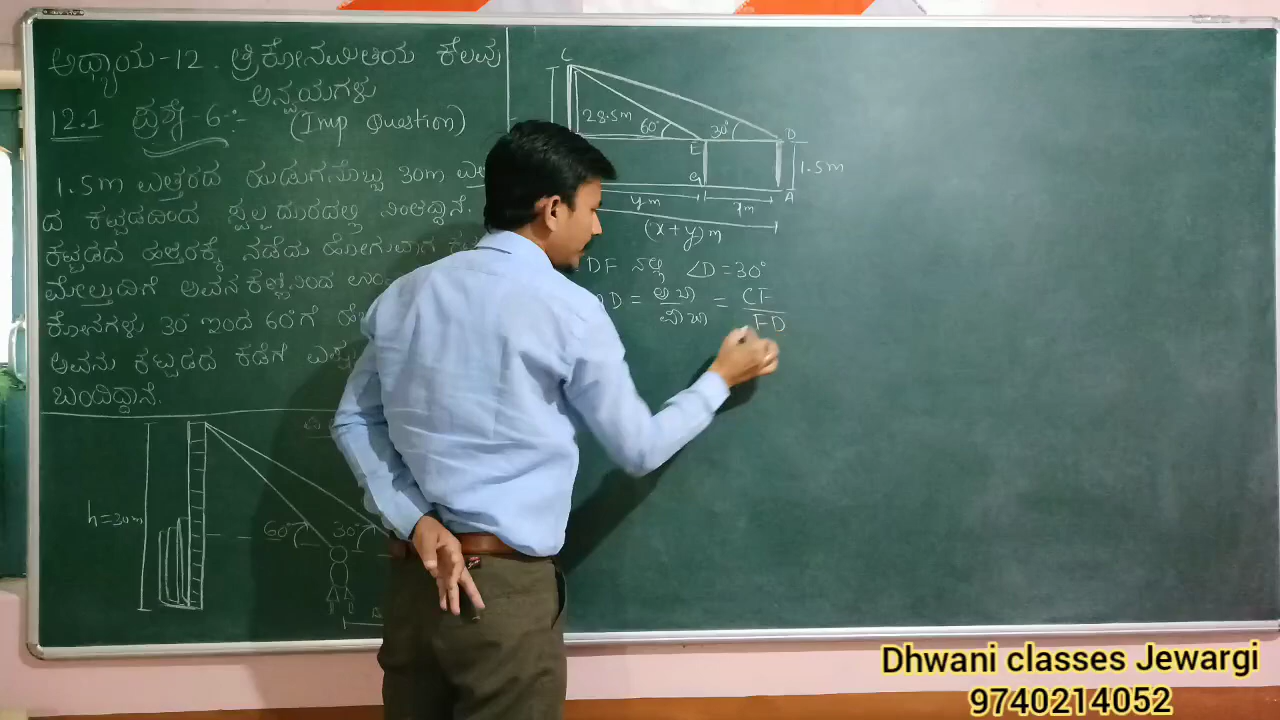 ಅಧ್ಯಾಯ-12. ತ್ರಿಕೋನಮಿತಿಯ ಕೆಲವು
ಅನ್ವಯಗಳು
12.1 ಪ್ರಶ್ನೆ-6:-
(Imp Question)
1.5m ಎತ್ತರದ ಹುಡುಗನೊಬ್ಬ 30m
ದ ಕಟ್ಟಡದಿಂದ ಸ್ವಲ್ಪ ದೂರದಲ್ಲಿ ನಿಂತಿದ್ದಾನೆ.
ಕಟ್ಟಡದ ಹತ್ತಿರಕ್ಕೆ ನಡೆದು ಹೋಗುವಾಗ
ಮೇಲ್ತುದಿಗೆ ಅವನ ಕಣ್ಣಿನಿಂದ
ಕೋನಗಳು 30° ಇಂದ 60°ಗೆ
ಅವನು ಕಟ್ಟಡದ ಕಡೆಗೆ
ಬಂದಿದ್ದಾನೆ.
h=30m
60°
30°
C
28.5m
60°
30°
D
E
1.5m
G
A
y m
x m
(x+y)m
DF ನಲ್ಲಿ ∠D=30°
D = ಅ.ಬಾ / ಪಾ.ಬಾ = CF / FD
Dhwani classes Jewargi
9740214052